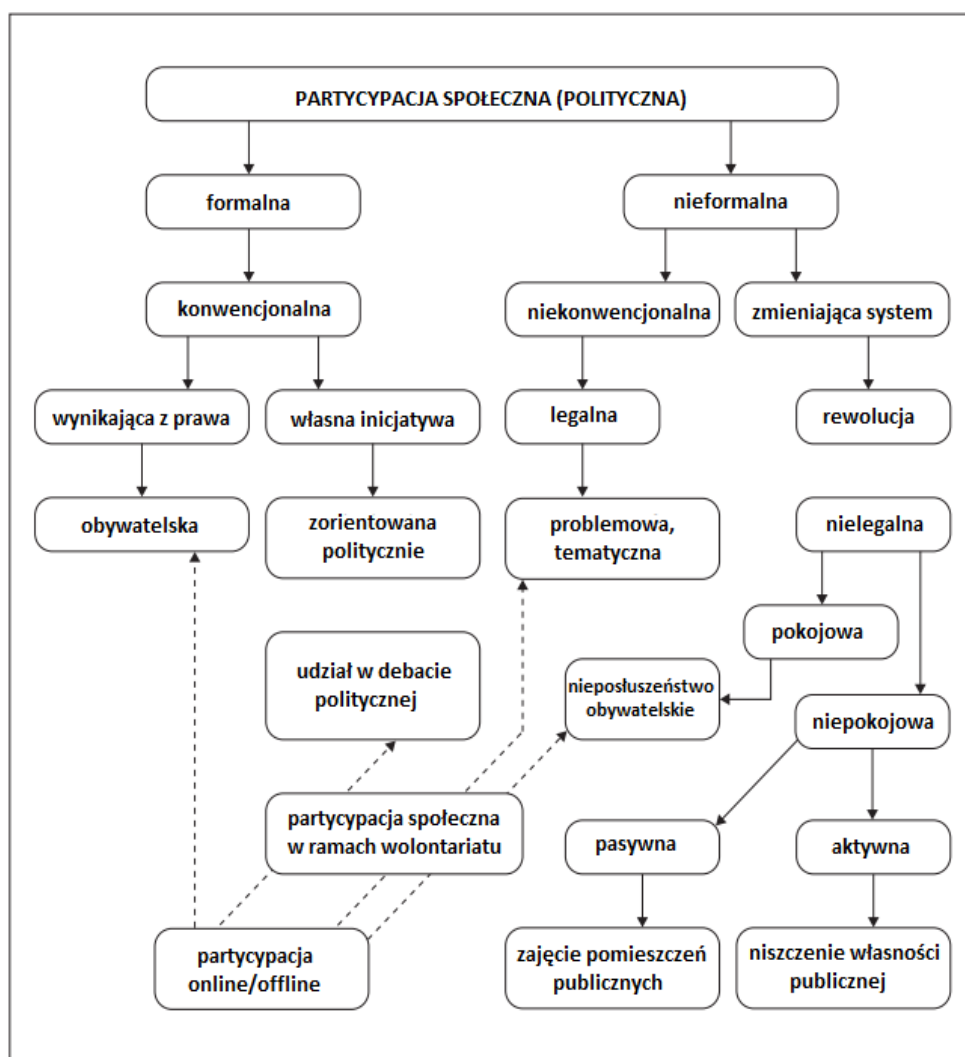 PARTYCYPACJA SPOŁECZNA (POLITYCZNA)
formalna
nieformalna
konwencjonalna
niekonwencjonalna
zmieniająca system
wynikająca z prawa
własna inicjatywa
legalna
rewolucja
obywatelska
zorientowana
politycznie
problemowa,
tematyczna
nielegalna
pokojowa
udział w debacie
politycznej
nieposłuszeństwo
obywatelskie
niepokojowa
partycypacja społeczna
w ramach wolontariatu
pasywna
aktywna
partycypacja
online/offline
zajęcie pomieszczeń
publicznych
niszczenie własności
publicznej